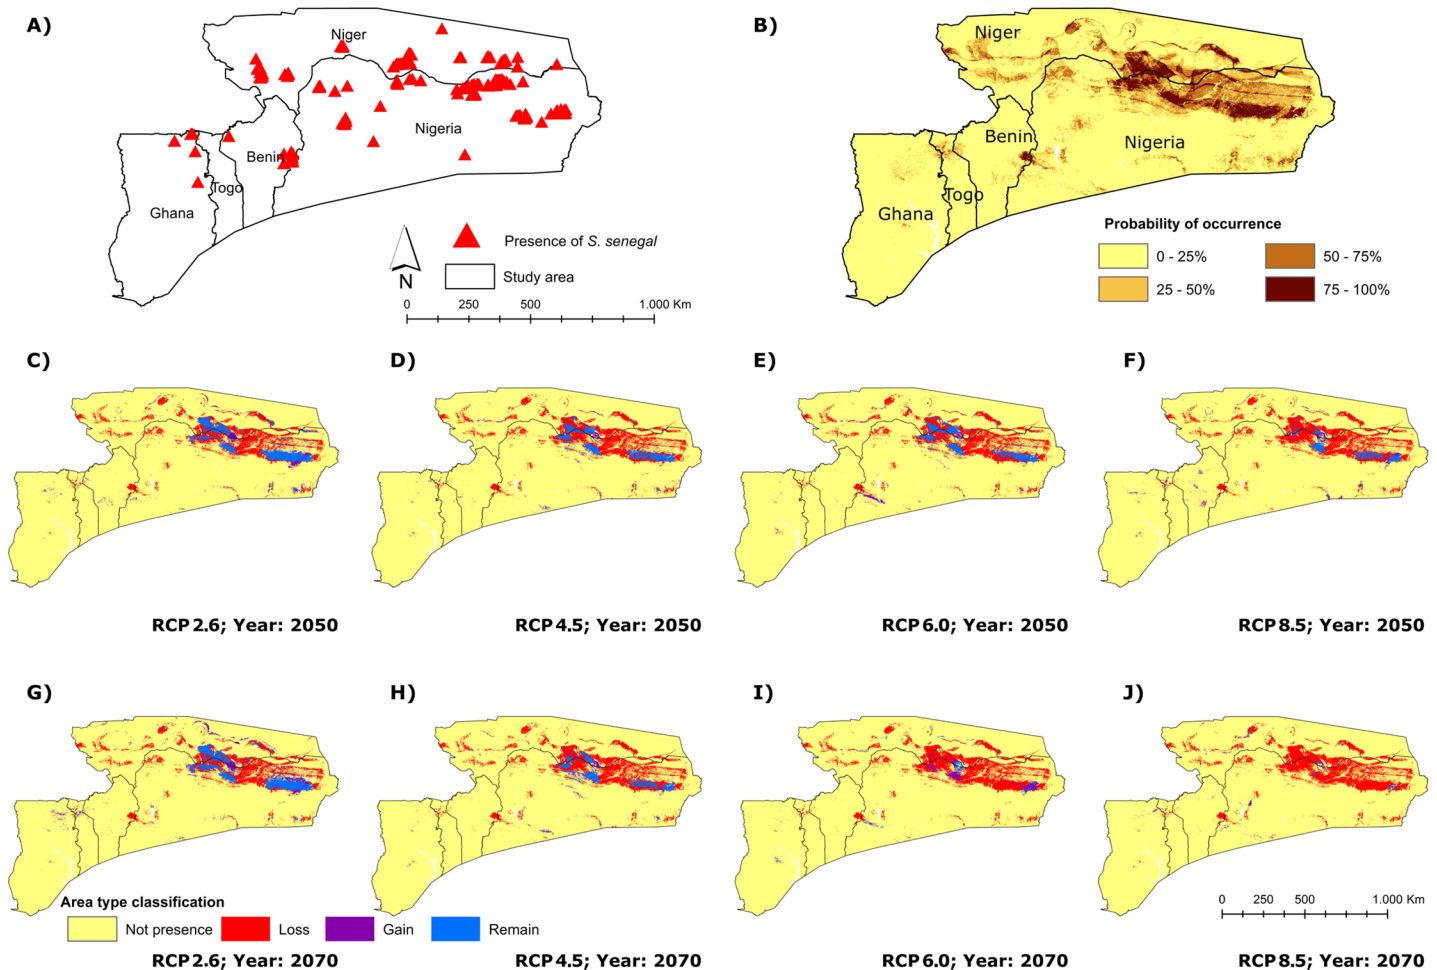 A)
Niger
Nigeria
Benin
Togo
Ghana
Presence of S. senegal
Study area
N
0 250 500 1.000 Km
B)
Niger
Benin
Nigeria
Togo
Ghana
Probability of occurrence
0 - 25%
50 - 75%
25 - 50%
75 - 100%
C)
D)
E)
F)
RCP 2.6; Year: 2050
RCP 4.5; Year: 2050
RCP 6.0; Year: 2050
RCP 8.5; Year: 2050
G)
H)
I)
J)
Area type classification
Not presence
Loss
Gain
Remain
0 250 500 1.000 Km
RCP 2.6; Year: 2070
RCP 4.5; Year: 2070
RCP 6.0; Year: 2070
RCP 8.5; Year: 2070